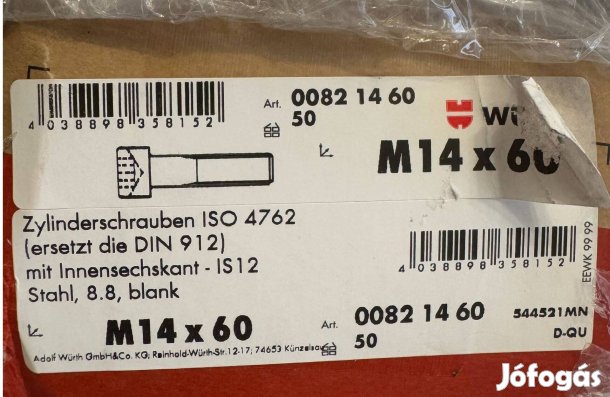 4 038898 358152
Art. 0082 14 60
50
M14 x 60
Zylinderschrauben ISO 4762
(ersetzt die DIN 912)
mit Innensechskant - IS12
Stahl, 8.8, blank
M14 x 60
Adolf Würth GmbH&Co. KG, Reinhold-Würth-Str.12-17; 74653 Künzelsau
4 038898 358152
EEWK 99 99
Art. 0082 14 60
50
544521MN
D-QU
Jófogás